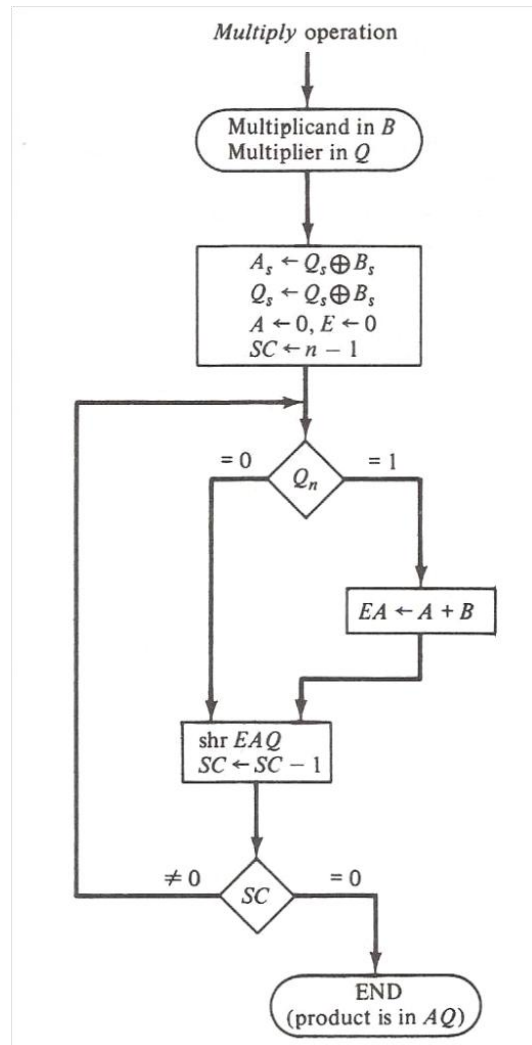 Multiply operation
Multiplicand in B
Multiplier in Q
A_s ← Q_s ⊕ B_s
Q_s ← Q_s ⊕ B_s
A ← 0, E ← 0
SC ← n − 1
= 0
= 1
Q_n
EA ← A + B
shr EAQ
SC ← SC − 1
≠ 0
= 0
SC
END
(product is in AQ)